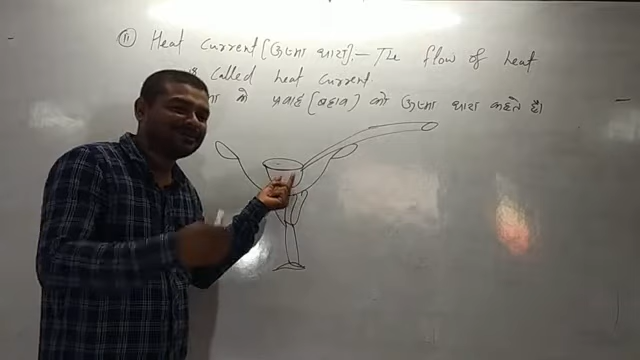 (11) Heat Current [ऊष्मा धारा].— The flow of heat
is called heat current.
ऊष्मा के प्रवाह [बहाव] को ऊष्मा धारा कहते हैं।